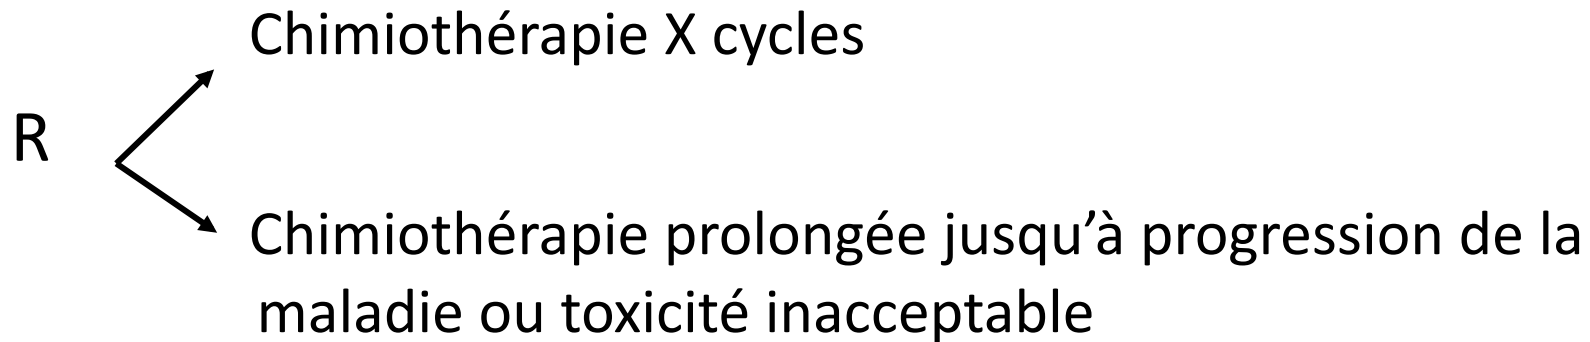 Chimiothérapie X cycles
R
Chimiothérapie prolongée jusqu’à progression de la
maladie ou toxicité inacceptable